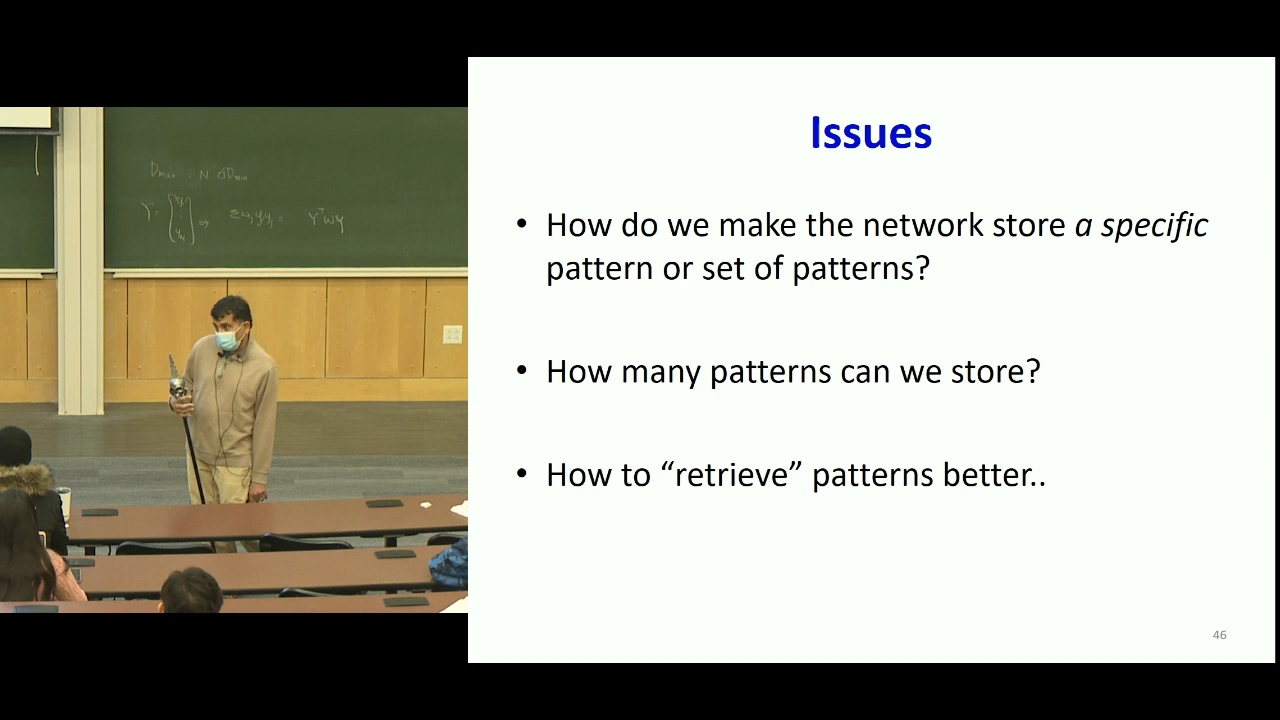 Issues
• How do we make the network store a specific
pattern or set of patterns?
• How many patterns can we store?
• How to “retrieve” patterns better..
46